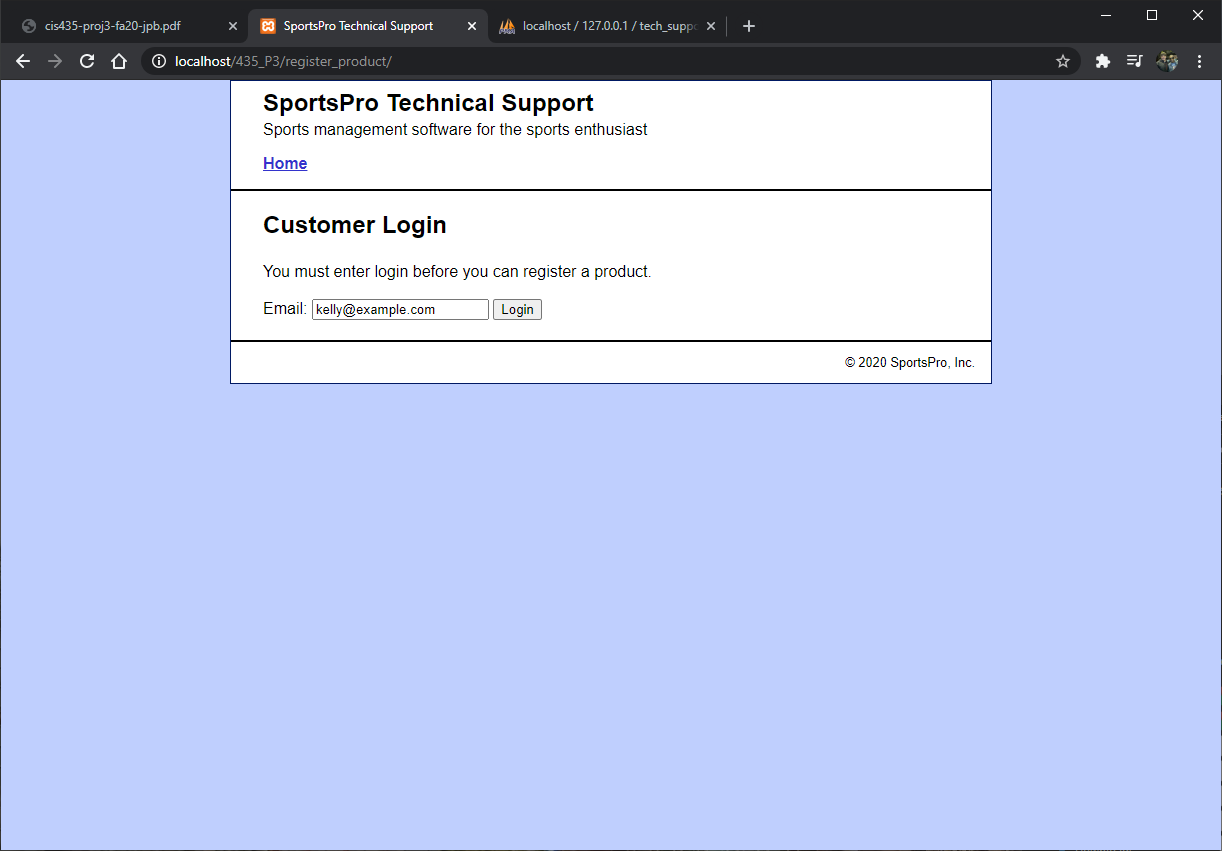 cis435-proj3-fa20-jpb.pdf
SportsPro Technical Support
localhost / 127.0.0.1 / tech_supp
localhost/435_P3/register_product/
SportsPro Technical Support
Sports management software for the sports enthusiast
Home
Customer Login
You must enter login before you can register a product.
Email: kelly@example.com Login
© 2020 SportsPro, Inc.